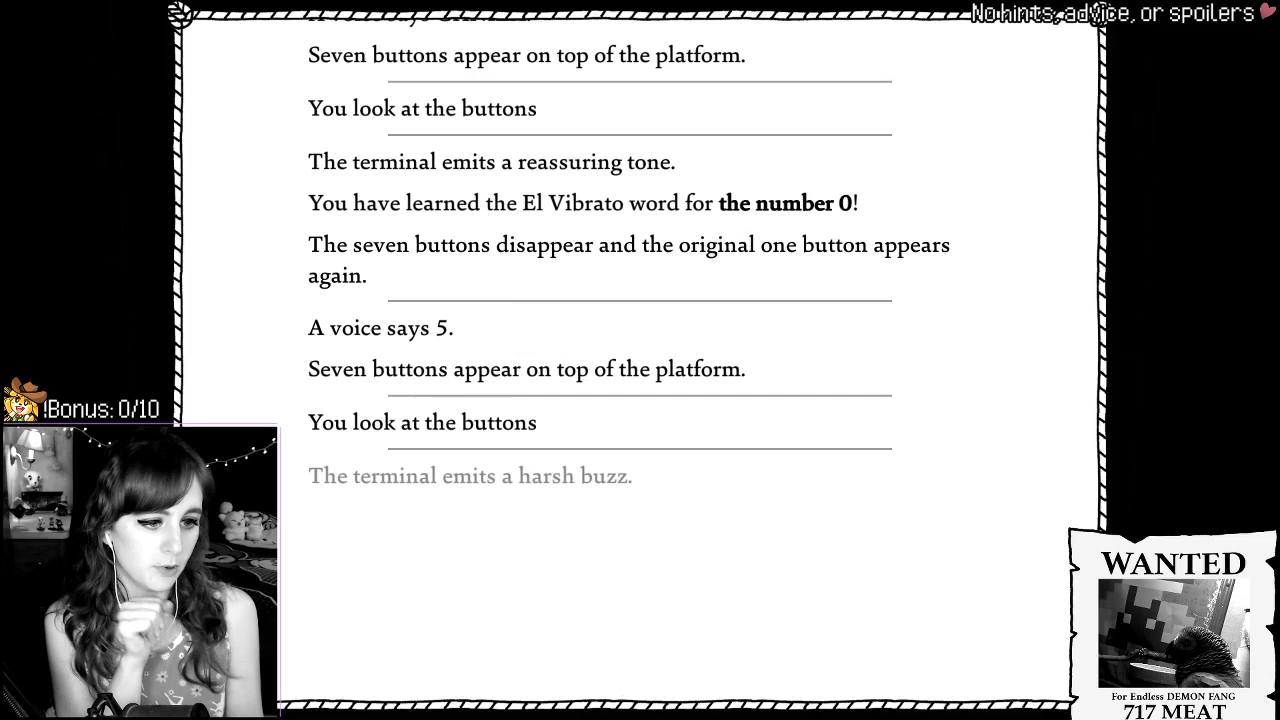 No hints, advice, or spoilers
Seven buttons appear on top of the platform.
You look at the buttons
The terminal emits a reassuring tone.
You have learned the El Vibrato word for the number 0!
The seven buttons disappear and the original one button appears
again.
A voice says 5.
Seven buttons appear on top of the platform.
You look at the buttons
The terminal emits a harsh buzz.
!Bonus: 0/10
WANTED
For Endless DEMON FANG
717 MEAT